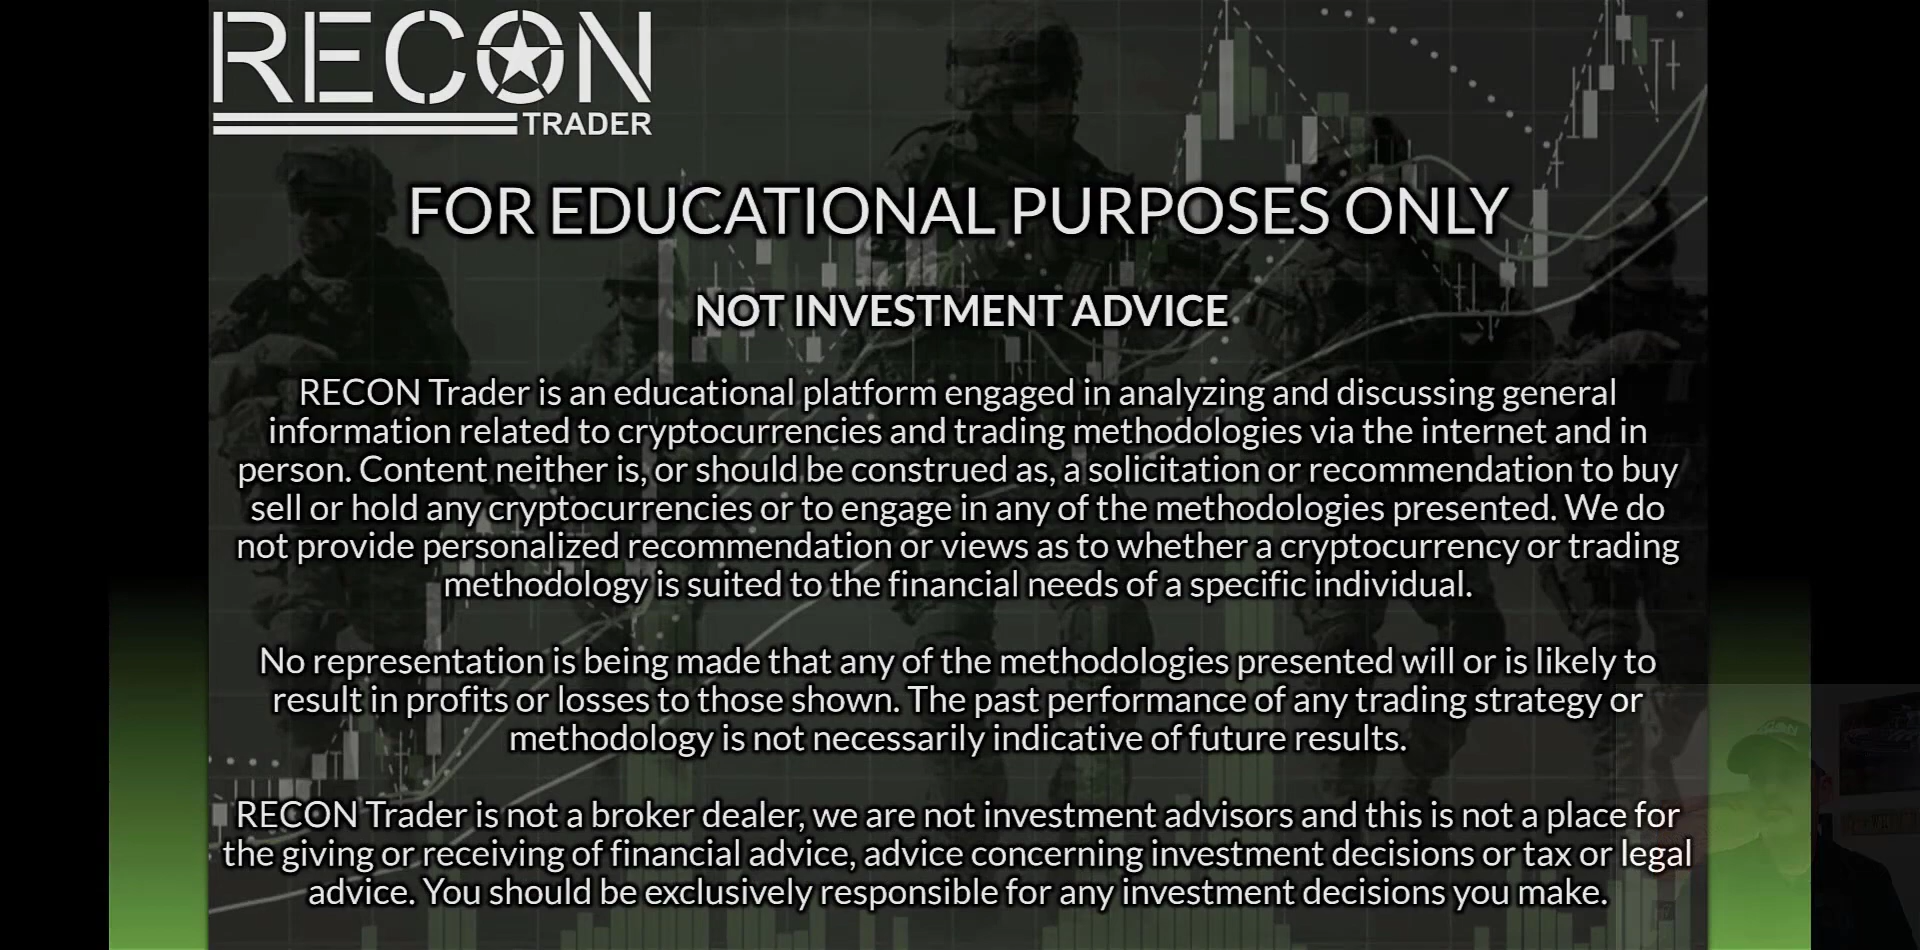 RECON
TRADER
FOR EDUCATIONAL PURPOSES ONLY
NOT INVESTMENT ADVICE
RECON Trader is an educational platform engaged in analyzing and discussing general
information related to cryptocurrencies and trading methodologies via the internet and in
person. Content neither is, or should be construed as, a solicitation or recommendation to buy
sell or hold any cryptocurrencies or to engage in any of the methodologies presented. We do
not provide personalized recommendation or views as to whether a cryptocurrency or trading
methodology is suited to the financial needs of a specific individual.
No representation is being made that any of the methodologies presented will or is likely to
result in profits or losses to those shown. The past performance of any trading strategy or
methodology is not necessarily indicative of future results.
RECON Trader is not a broker dealer, we are not investment advisors and this is not a place for
the giving or receiving of financial advice, advice concerning investment decisions or tax or legal
advice. You should be exclusively responsible for any investment decisions you make.